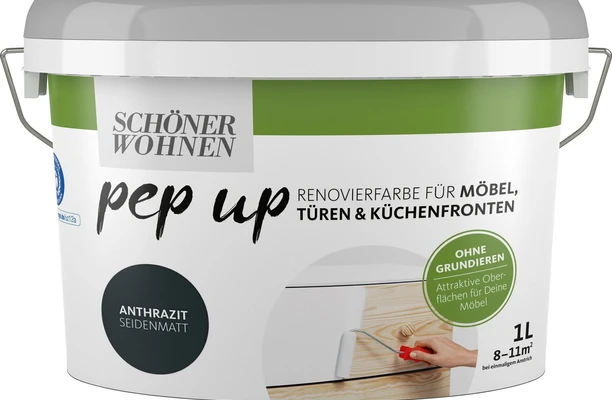 SCHÖNER
WOHNEN
pep up
RENOVIERFARBE FÜR MÖBEL,
TÜREN & KÜCHENFRONTEN
OHNE
GRUNDIEREN
Attraktive Ober-
flächen für Deine
Möbel
ANTHRAZIT
SEIDENMATT
1L
8–11m²
bei einmaligem Anstrich